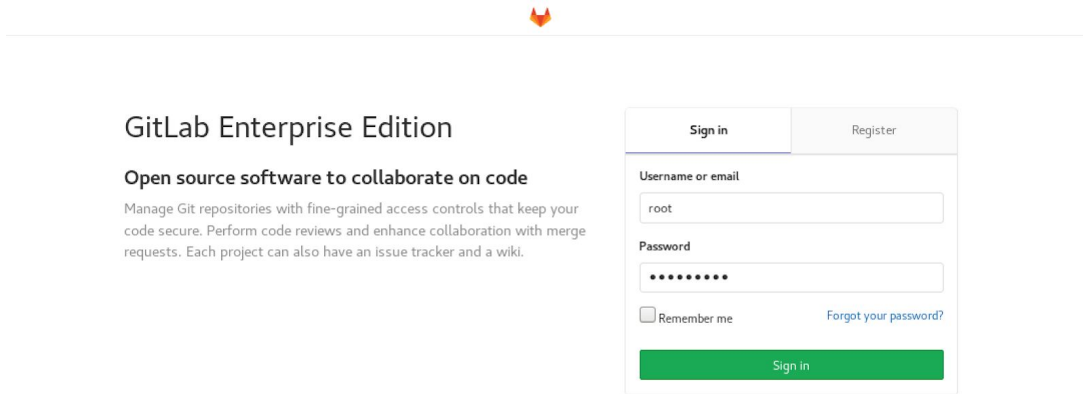 GitLab Enterprise Edition
Open source software to collaborate on code
Manage Git repositories with fine-grained access controls that keep your
code secure. Perform code reviews and enhance collaboration with merge
requests. Each project can also have an issue tracker and a wiki.
Sign in
Register
Username or email
root
Password
•••••••••
Remember me
Forgot your password?
Sign in